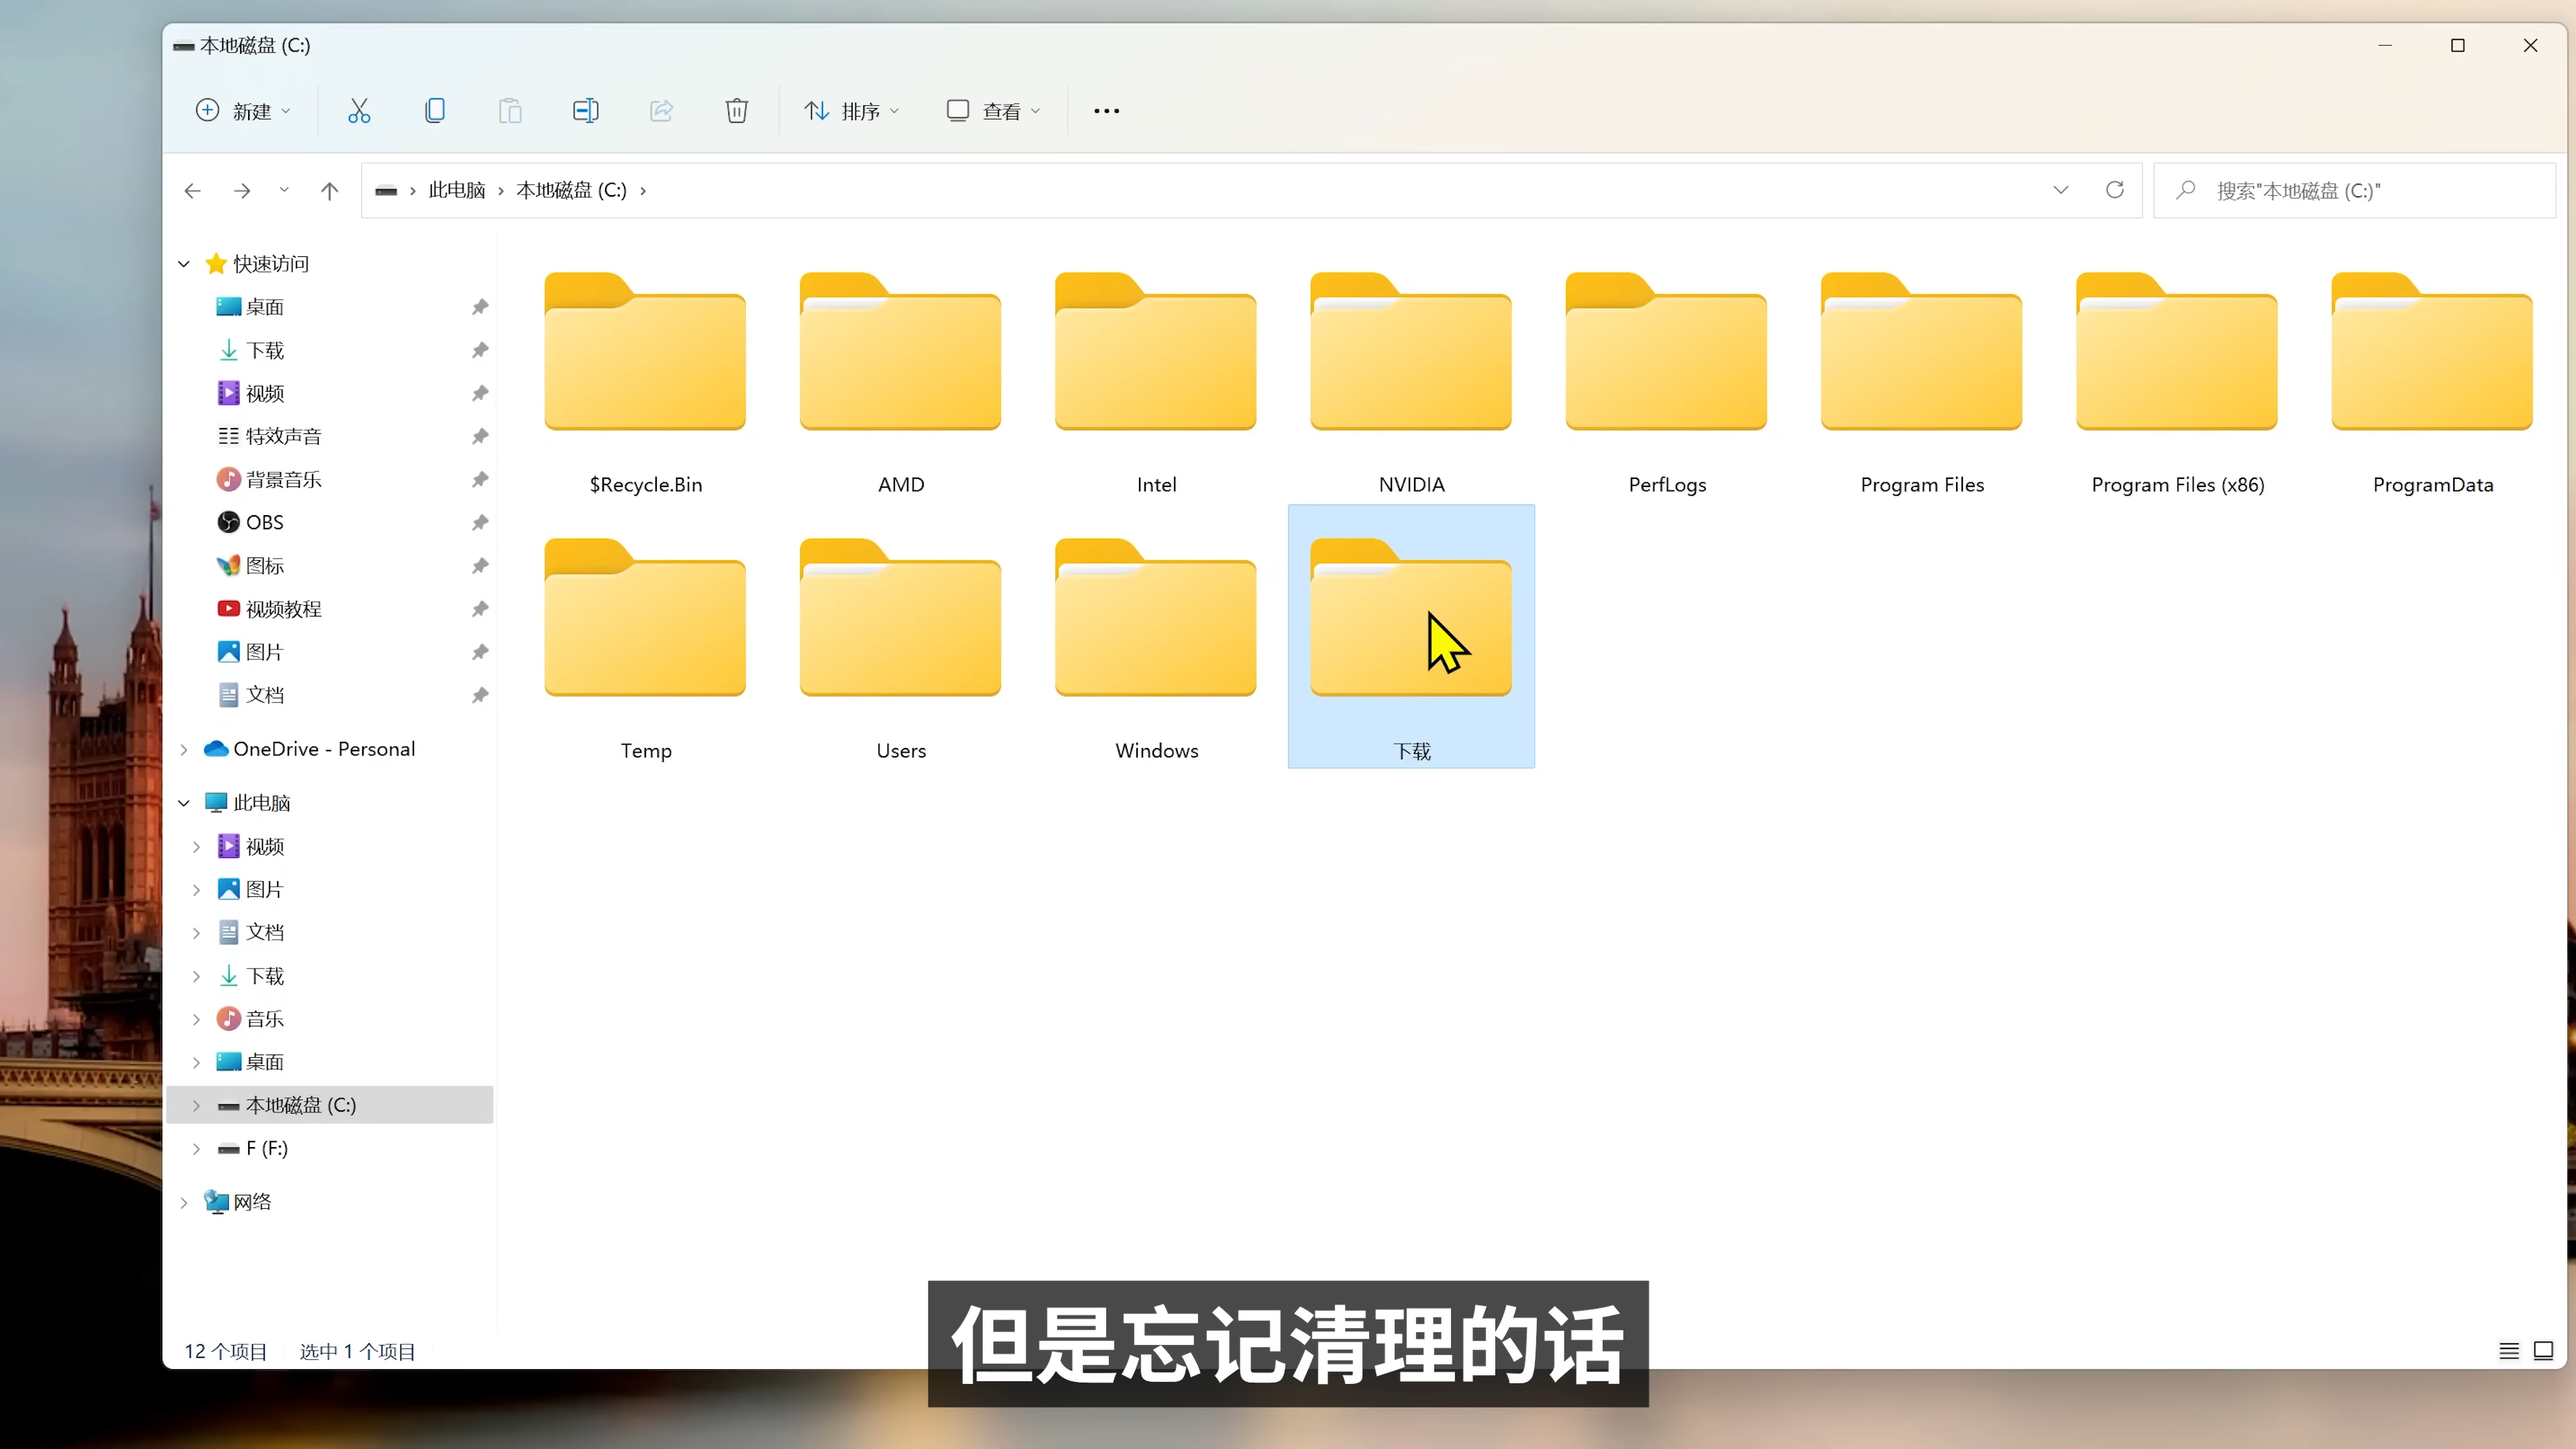 本地磁盘 (C:)
新建
排序
查看
此电脑
本地磁盘 (C:)
搜索"本地磁盘 (C:)"
快速访问
桌面
下载
视频
特效声音
背景音乐
OBS
图标
视频教程
图片
文档
OneDrive - Personal
此电脑
视频
图片
文档
下载
音乐
桌面
本地磁盘 (C:)
F (F:)
网络
$Recycle.Bin
AMD
Intel
NVIDIA
PerfLogs
Program Files
Program Files (x86)
ProgramData
Temp
Users
Windows
下载
12 个项目
选中 1 个项目
但是忘记清理的话